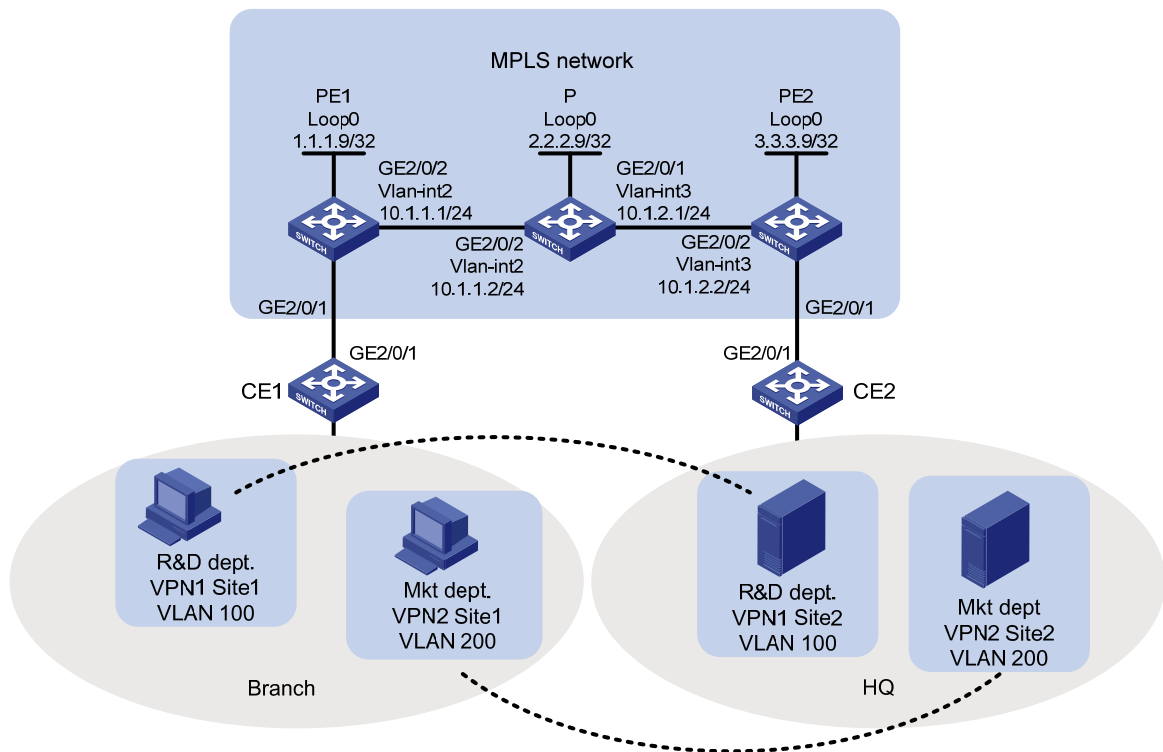 MPLS network
PE1
Loop0
1.1.1.9/32
P
Loop0
2.2.2.9/32
PE2
Loop0
3.3.3.9/32
GE2/0/2
Vlan-int2
10.1.1.1/24
GE2/0/1
Vlan-int3
10.1.2.1/24
SWITCH
SWITCH
SWITCH
GE2/0/2
Vlan-int2
10.1.1.2/24
GE2/0/2
Vlan-int3
10.1.2.2/24
GE2/0/1
GE2/0/1
GE2/0/1
GE2/0/1
CE1
SWITCH
SWITCH
CE2
R&D dept.
VPN1 Site1
VLAN 100
Mkt dept.
VPN2 Site1
VLAN 200
R&D dept.
VPN1 Site2
VLAN 100
Mkt dept
VPN2 Site2
VLAN 200
Branch
HQ